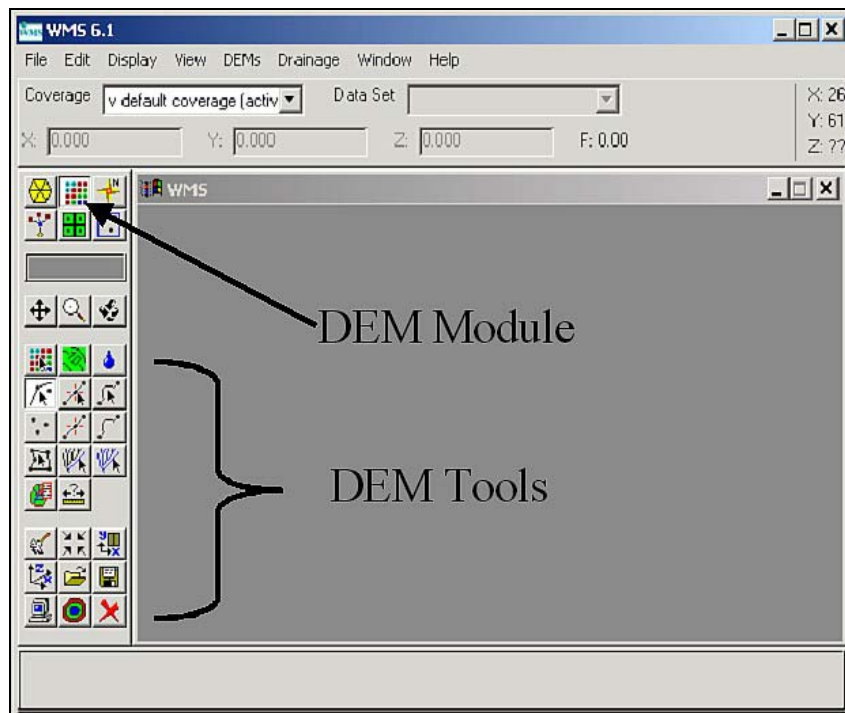 WMS 6.1
File Edit Display View DEMs Drainage Window Help
Coverage v default coverage (activ Data Set X: 26
Y: 61
X: 0.000 Y: 0.000 Z: 0.000 F: 0.00 Z: ??
WMS
DEM Module
DEM Tools